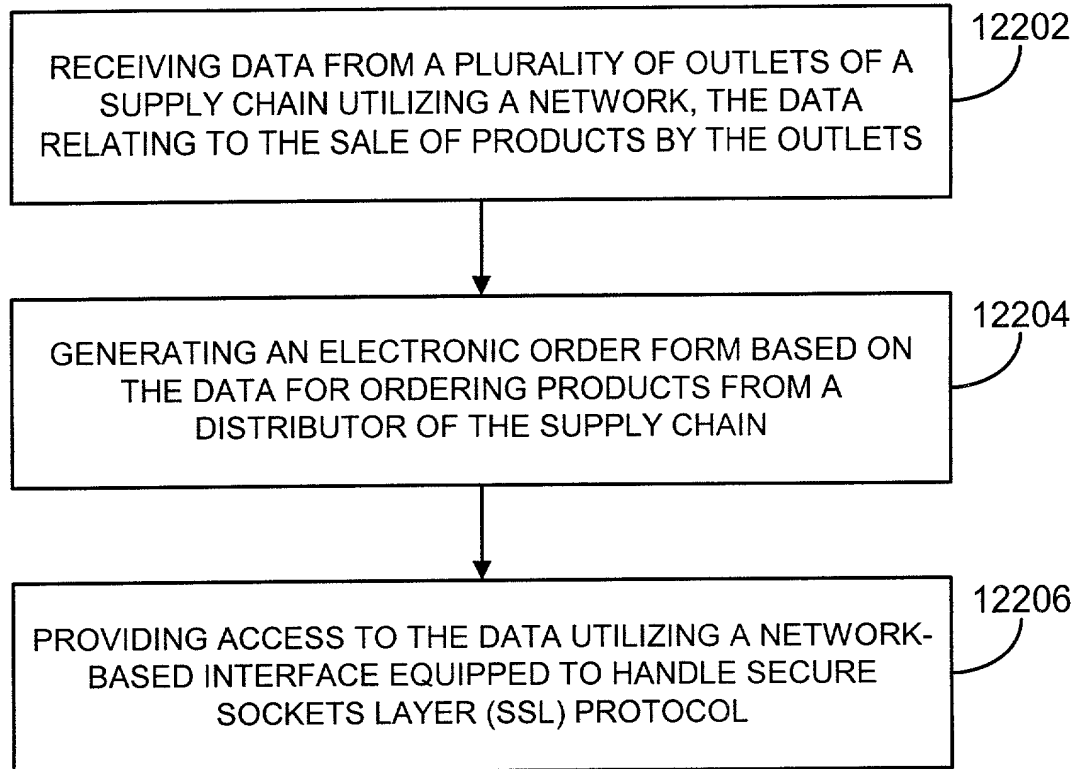 12202
RECEIVING DATA FROM A PLURALITY OF OUTLETS OF A
SUPPLY CHAIN UTILIZING A NETWORK, THE DATA
RELATING TO THE SALE OF PRODUCTS BY THE OUTLETS
12204
GENERATING AN ELECTRONIC ORDER FORM BASED ON
THE DATA FOR ORDERING PRODUCTS FROM A
DISTRIBUTOR OF THE SUPPLY CHAIN
12206
PROVIDING ACCESS TO THE DATA UTILIZING A NETWORK-
BASED INTERFACE EQUIPPED TO HANDLE SECURE
SOCKETS LAYER (SSL) PROTOCOL